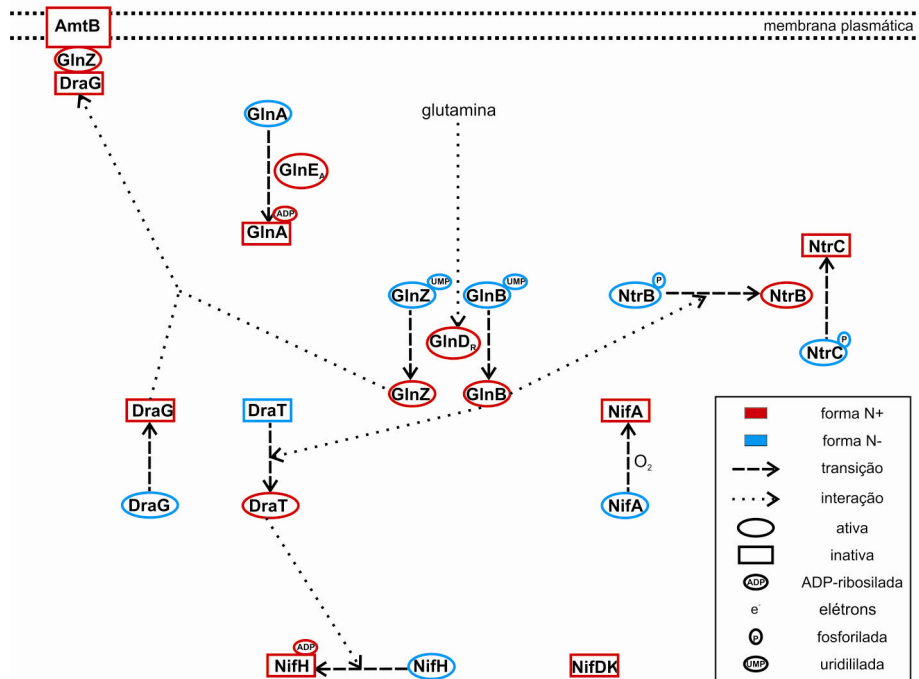 AmtB
membrana plasmática
GlnZ
DraG
GlnA
glutamina
GlnE A
ADP
GlnA
NtrC
UMP
UMP
P
GlnZ
GlnB
NtrB
NtrB
P
GlnD R
NtrC
GlnZ
GlnB
DraG
DraT
NifA
O2
DraG
DraT
NifA
ADP
NifH
NifH
NifDK
forma N+
forma N-
transição
interação
ativa
inativa
ADP ADP-ribosilada
e- elétrons
P fosforilada
UMP uridililada